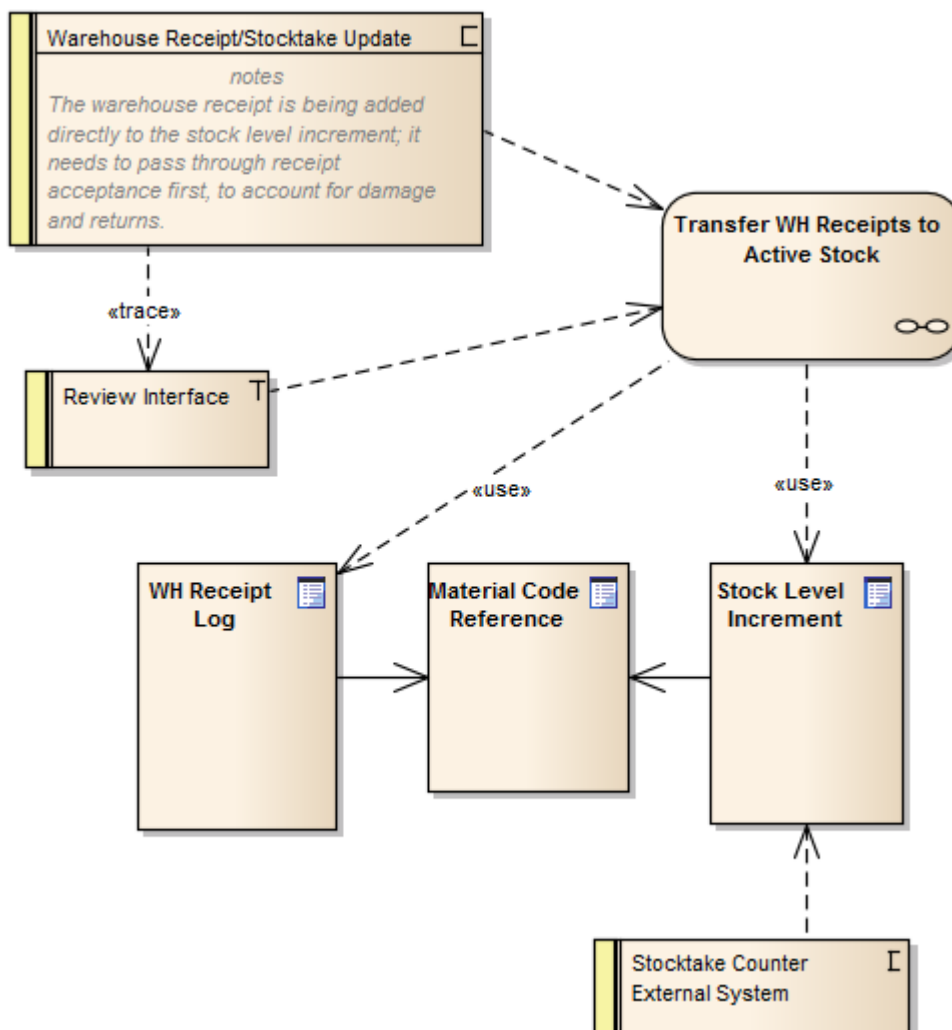 Warehouse Receipt/Stocktake Update
notes
The warehouse receipt is being added
directly to the stock level increment; it
needs to pass through receipt
acceptance first, to account for damage
and returns.
Transfer WH Receipts to
Active Stock
«trace»
Review Interface
«use»
«use»
WH Receipt
Log
Material Code
Reference
Stock Level
Increment
Stocktake Counter
External System